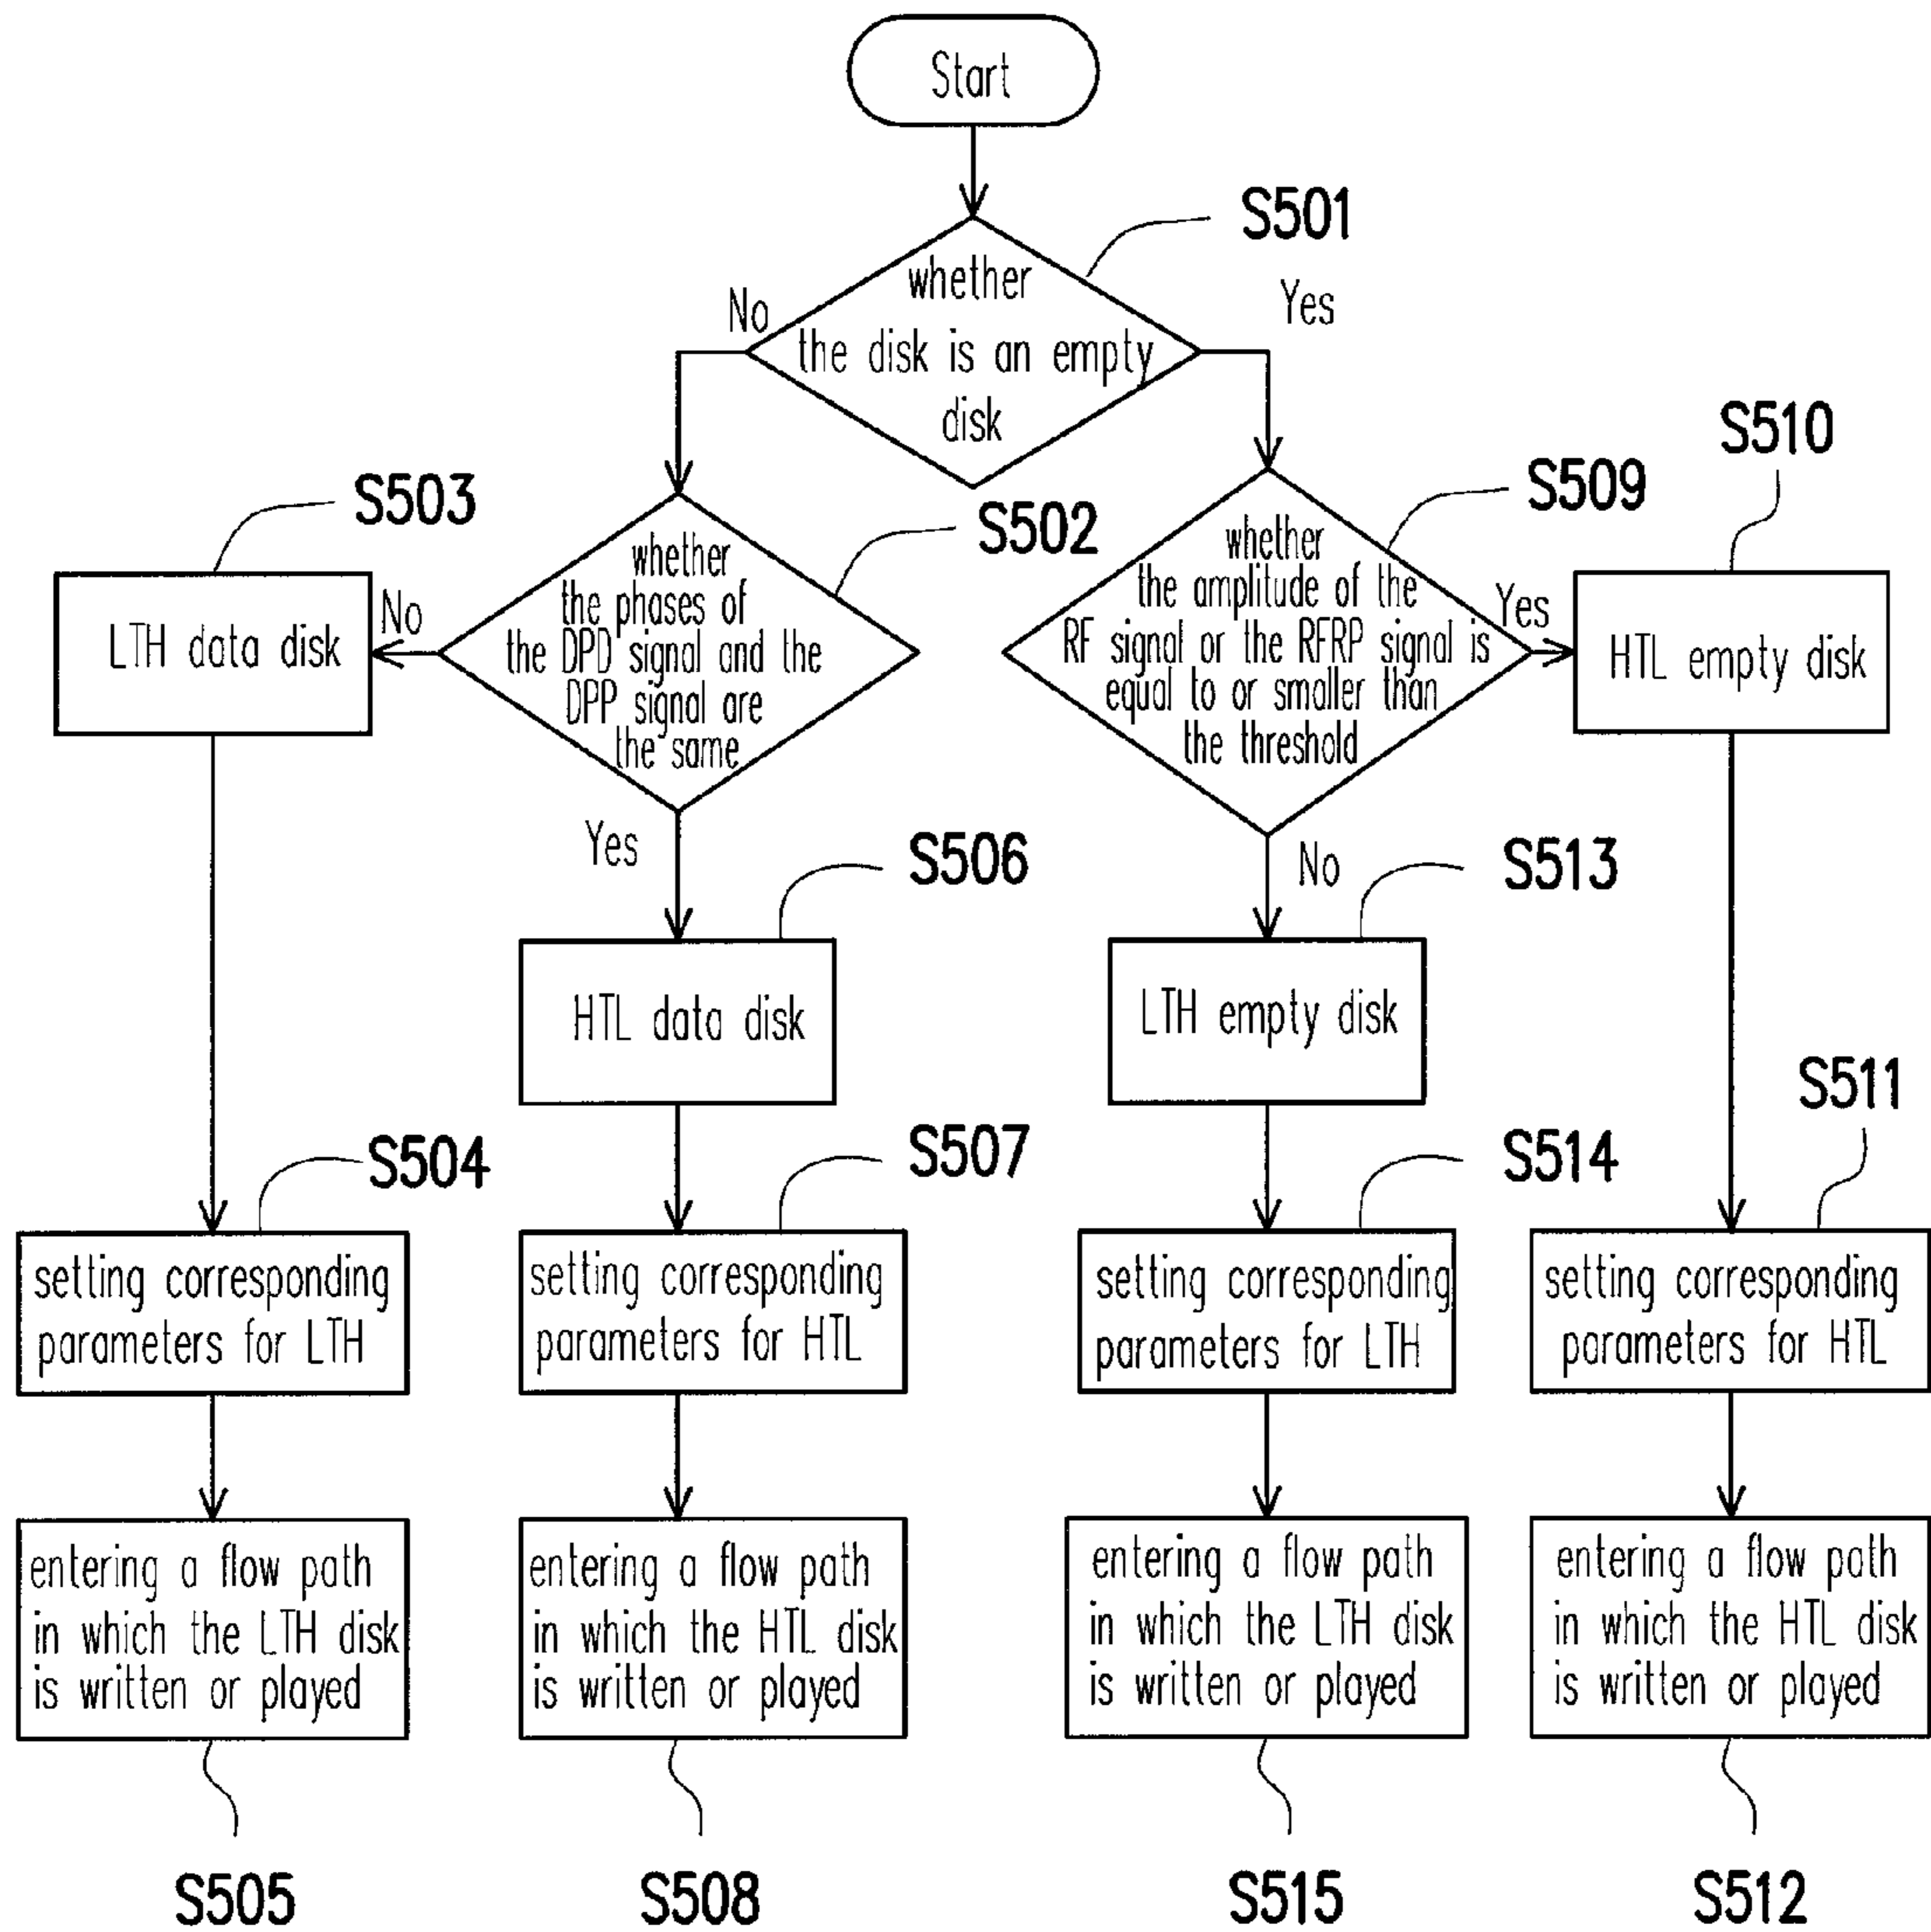 Start
S501
whether
the disk is an empty
disk
No
Yes
S510
S503
S509
S502
whether
the phases of
the DPD signal and the
DPP signal are
the same
whether
the amplitude of the
RF signal or the RFRP signal is
equal to or smaller than
the threshold
No
LTH data disk
Yes
HTL empty disk
Yes
S506
No
S513
HTL data disk
LTH empty disk
S511
S504
S507
S514
setting corresponding
parameters for LTH
setting corresponding
parameters for HTL
setting corresponding
parameters for LTH
setting corresponding
parameters for HTL
entering a flow path
in which the LTH disk
is written or played
entering a flow path
in which the HTL disk
is written or played
entering a flow path
in which the LTH disk
is written or played
entering a flow path
in which the HTL disk
is written or played
S505
S508
S515
S512